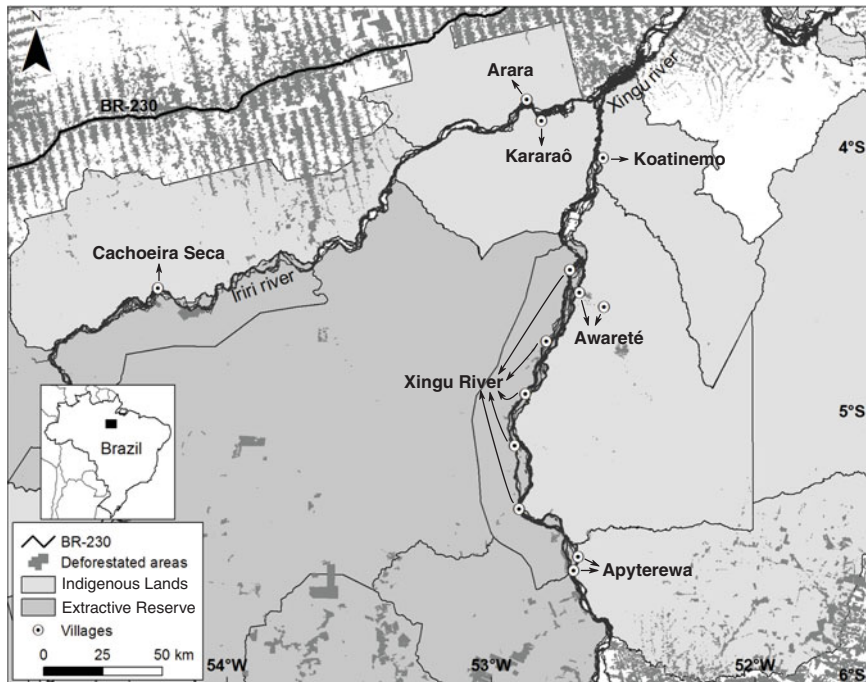 N
BR-230
Xingu river
Arara
Kararaô
Koatinemo
4°S
Cachoeira Seca
Iriri river
Awareté
Xingu River
5°S
Brazil
Apyterewa
BR-230
Deforestated areas
Indigenous Lands
Extractive Reserve
Villages
0 25 50 km
54°W 53°W 52°W 6°S